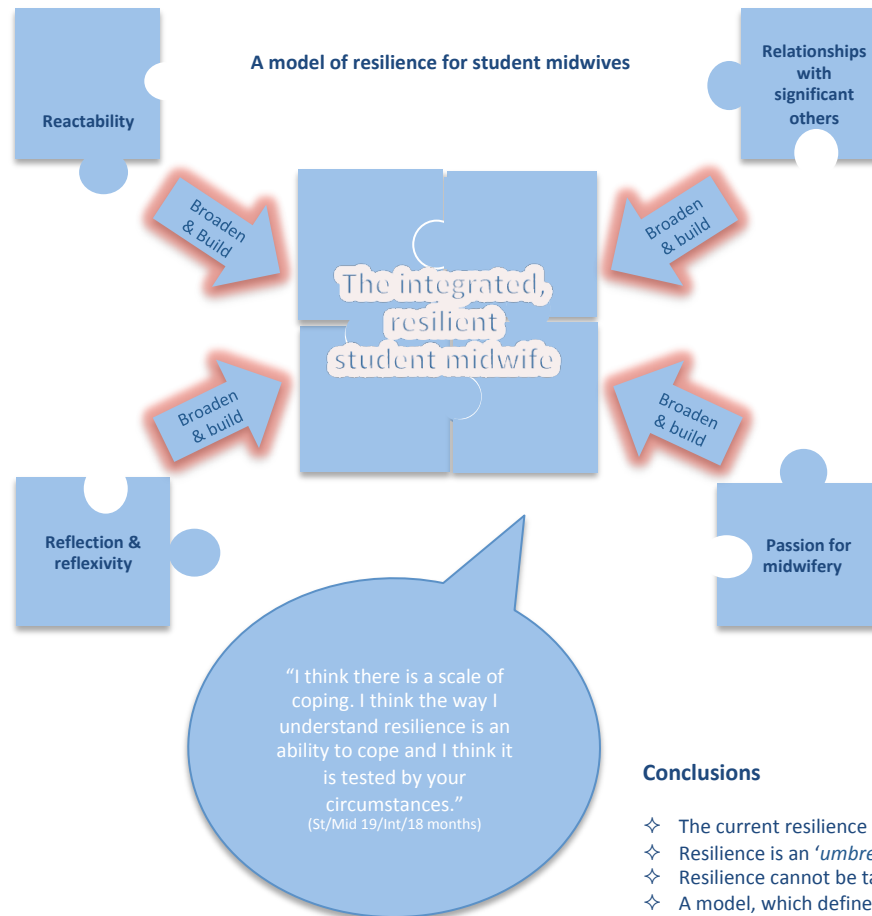 A model of resilience for student midwives
Reactability
Relationships
with
significant
others
Broaden
& Build
Broaden
& build
The integrated,
resilient
student midwife
Broaden
& build
Broaden
& build
Reflection &
reflexivity
Passion for
midwifery
"I think there is a scale of
coping. I think the way I
understand resilience is an
ability to cope and I think it
is tested by your
circumstances."
(St/Mid 19/Int/18 months)
Conclusions
✧ The current resilience
✧ Resilience is an 'umbre
✧ Resilience cannot be ta
✧ A model, which define